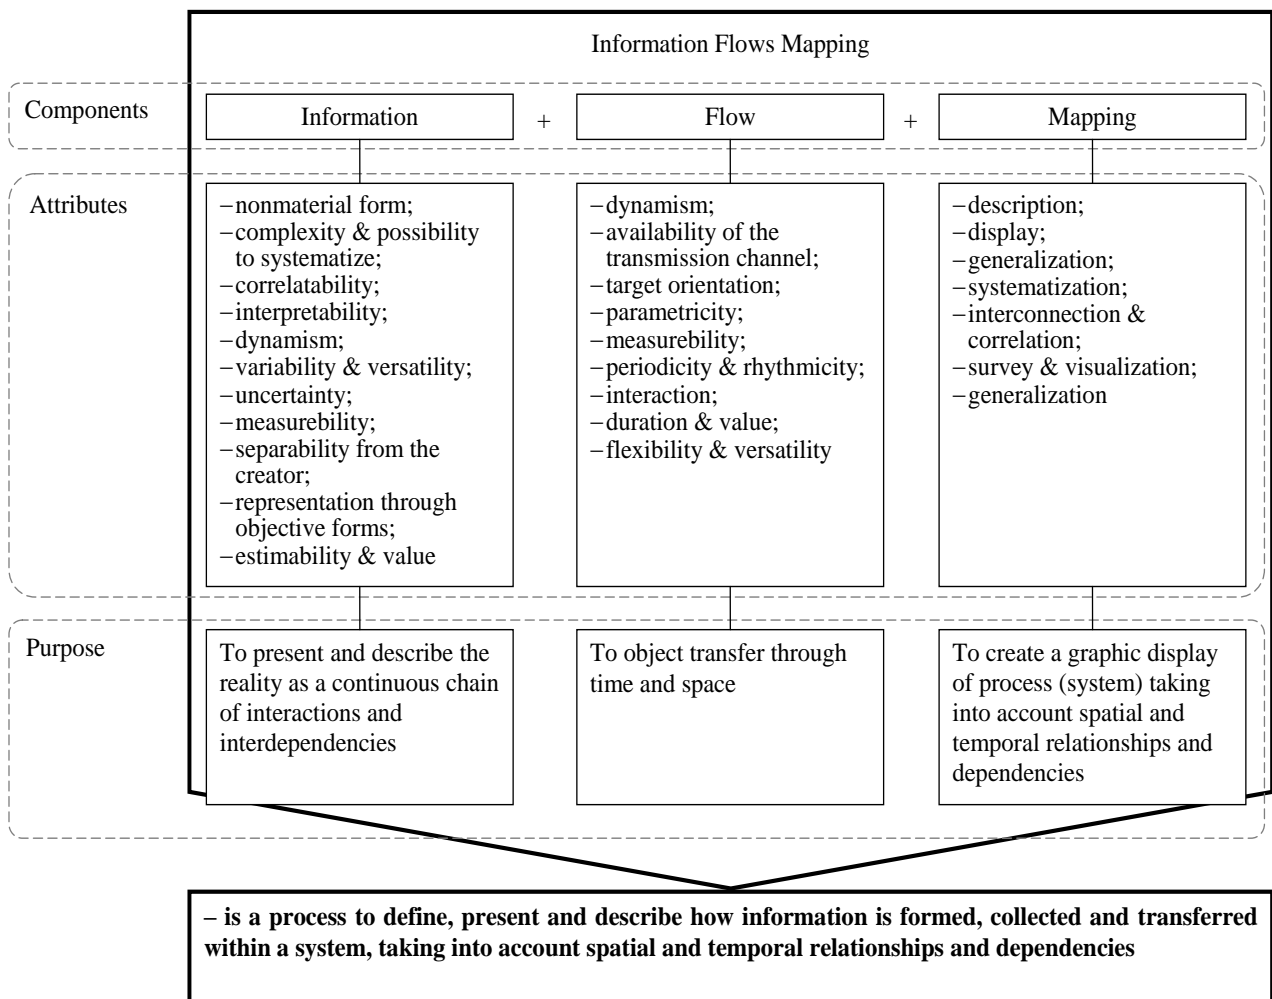 Information Flows Mapping
Components
Information + Flow + Mapping
Attributes
–nonmaterial form;
–complexity & possibility
to systematize;
–correlatability;
–interpretability;
–dynamism;
–variability & versatility;
–uncertainty;
–measurebility;
–separability from the
creator;
–representation through
objective forms;
–estimability & value
–dynamism;
–availability of the
transmission channel;
–target orientation;
–parametricity;
–measurebility;
–periodicity & rhythmicity;
–interaction;
–duration & value;
–flexibility & versatility
–description;
–display;
–generalization;
–systematization;
–interconnection &
correlation;
–survey & visualization;
–generalization
Purpose
To present and describe the
reality as a continuous chain
of interactions and
interdependencies
To object transfer through
time and space
To create a graphic display
of process (system) taking
into account spatial and
temporal relationships and
dependencies
– is a process to define, present and describe how information is formed, collected and transferred
within a system, taking into account spatial and temporal relationships and dependencies